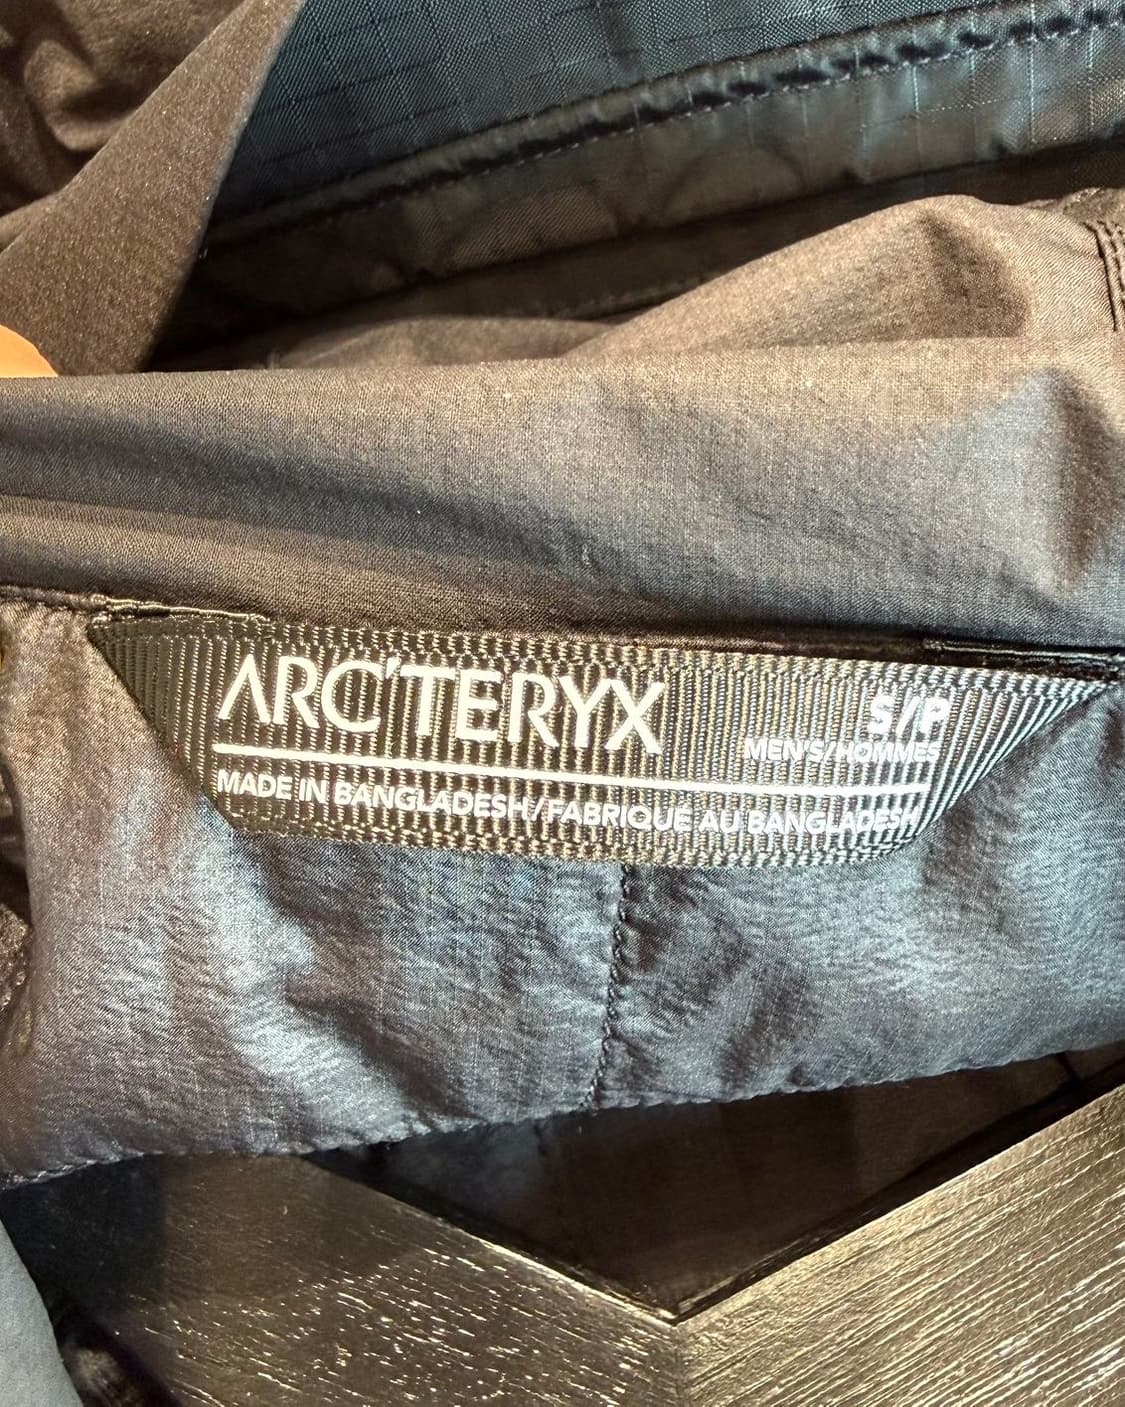 ARC'TERYX
S/P
MEN'S/HOMMES
MADE IN BANGLADESH/FABRIQUE AU BANGLADESH